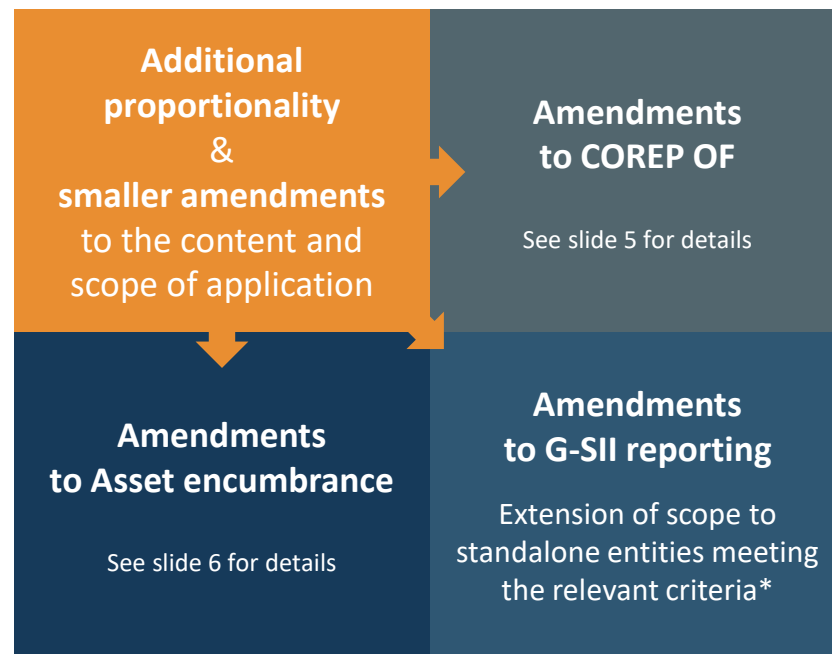 Additional
proportionality
&
smaller amendments
to the content and
scope of application
Amendments
to COREP OF
See slide 5 for details
Amendments
to Asset encumbrance
See slide 6 for details
Amendments
to G-SII reporting
Extension of scope to
standalone entities meeting
the relevant criteria*